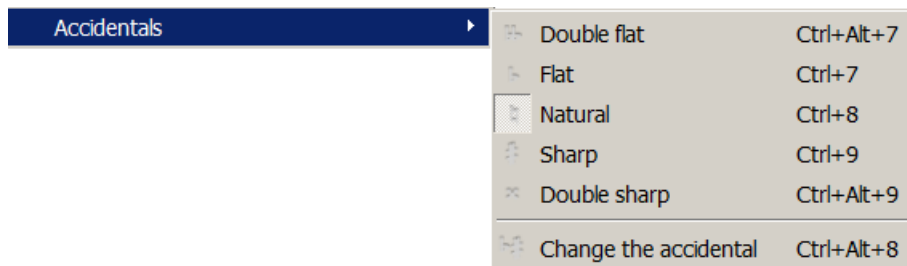 Accidentals
Double flat Ctrl+Alt+7
Flat Ctrl+7
Natural Ctrl+8
Sharp Ctrl+9
Double sharp Ctrl+Alt+9
Change the accidental Ctrl+Alt+8